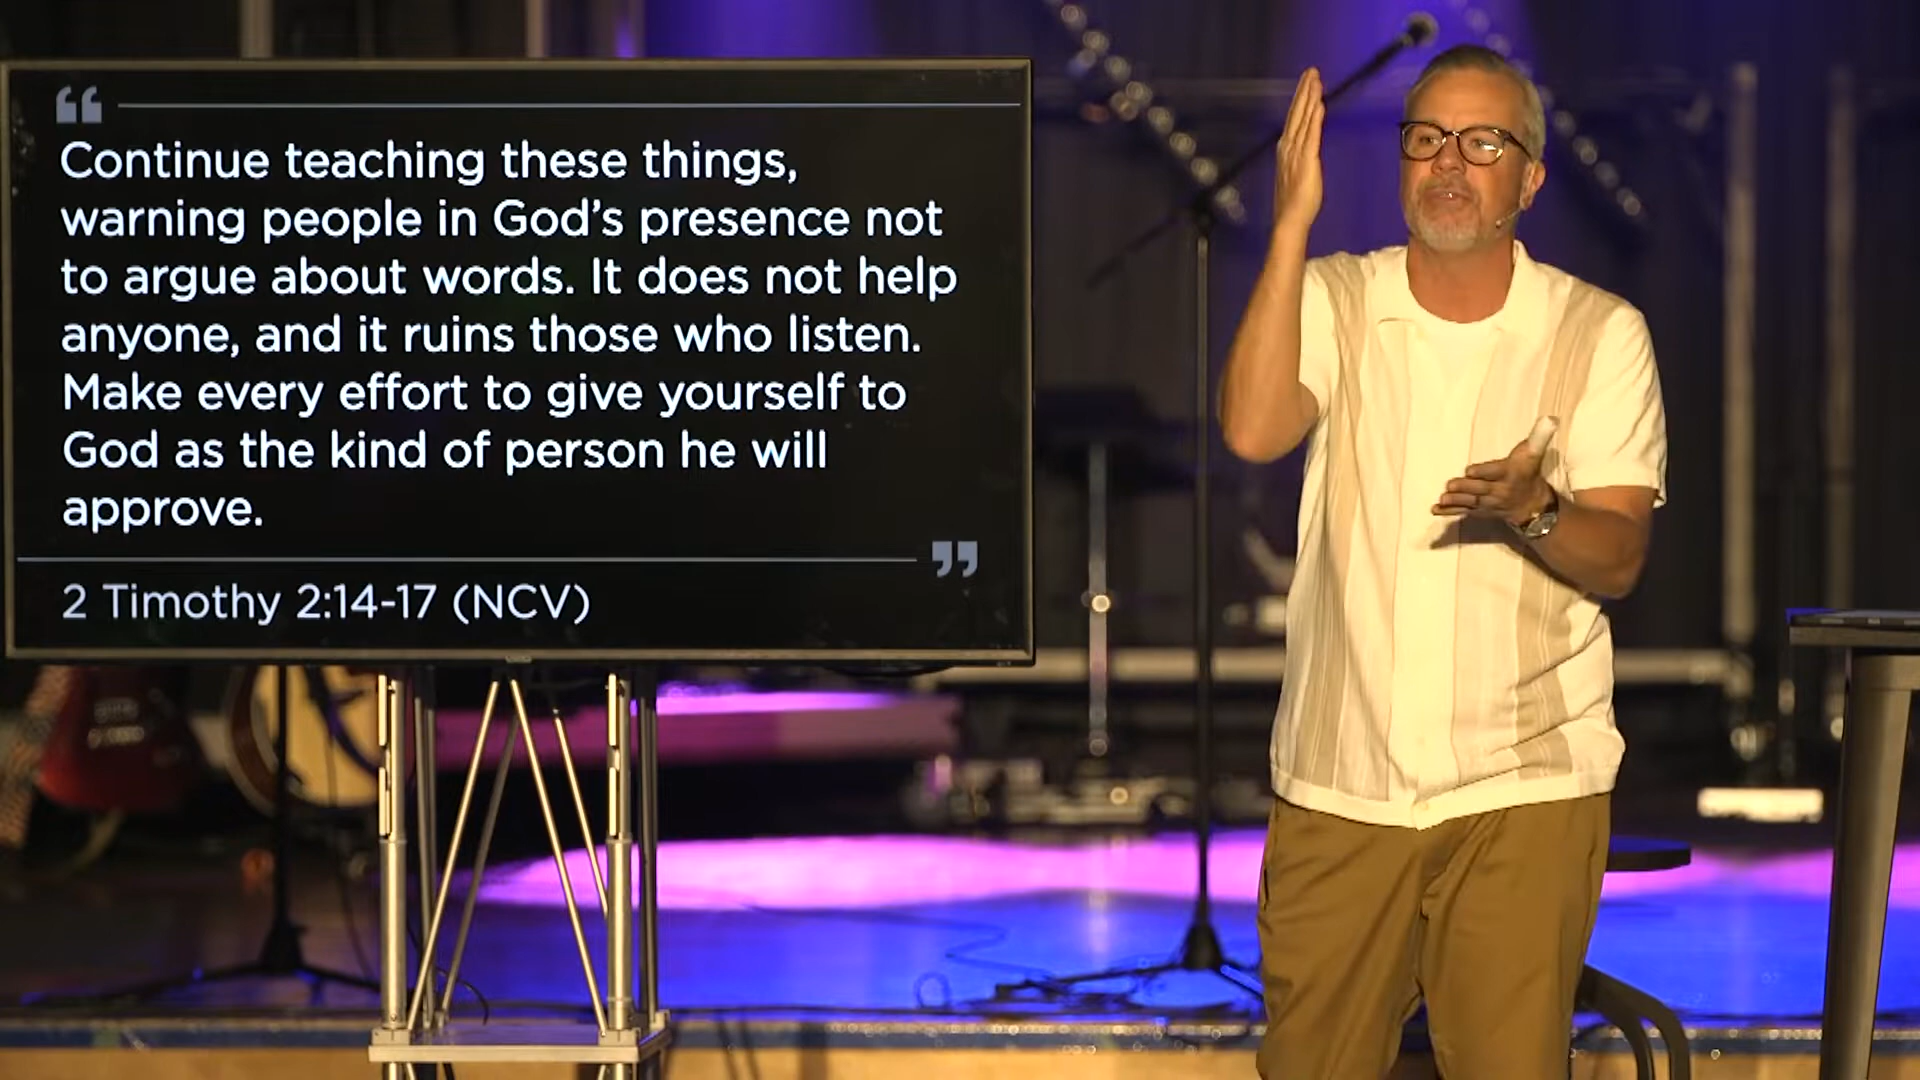 “
Continue teaching these things,
warning people in God’s presence not
to argue about words. It does not help
anyone, and it ruins those who listen.
Make every effort to give yourself to
God as the kind of person he will
approve.
”
2 Timothy 2:14-17 (NCV)